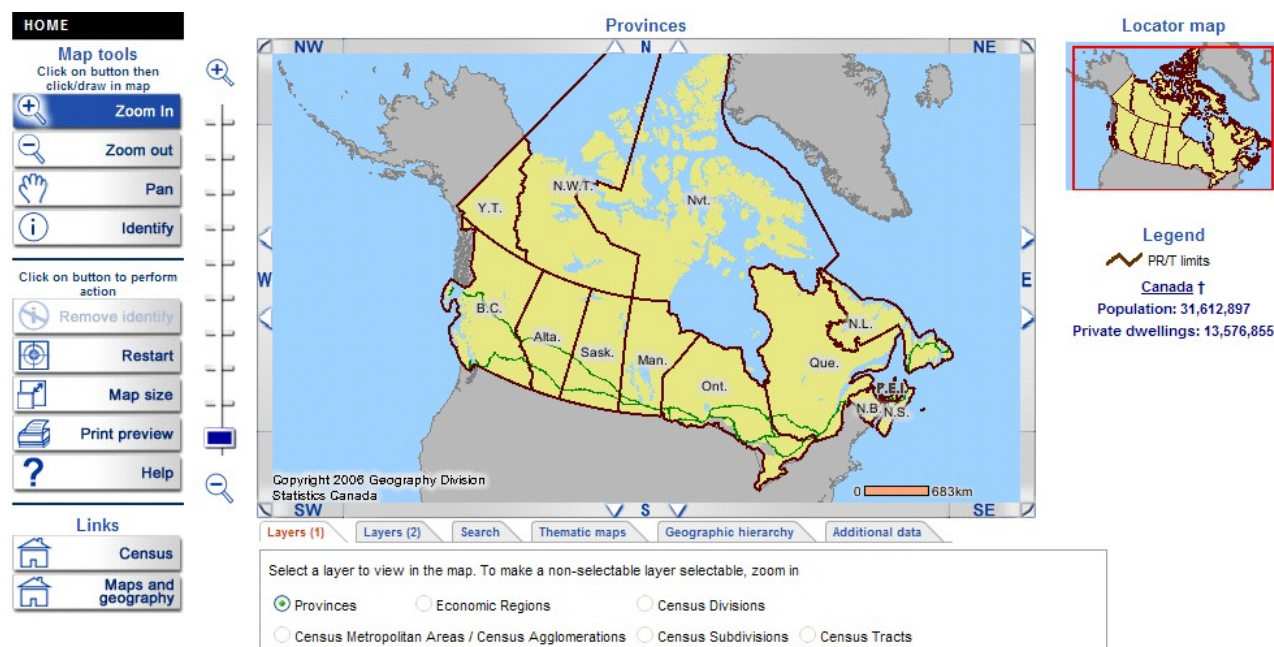 HOME
Map tools
Click on button then
click/draw in map
Zoom In
Zoom out
Pan
Identify
Click on button to perform
action
Remove identify
Restart
Map size
Print preview
Help
Links
Census
Maps and
geography
Provinces
NW
N
NE
W
E
N.W.T.
Nvt.
Y.T.
B.C.
Alta.
Sask.
Man.
Ont.
Que.
N.L.
P.E.I.
N.B.
N.S.
Copyright 2006 Geography Division
Statistics Canada
0
683km
SW
S
SE
Layers (1)
Layers (2)
Search
Thematic maps
Geographic hierarchy
Additional data
Select a layer to view in the map. To make a non-selectable layer selectable, zoom in
Provinces
Economic Regions
Census Divisions
Census Metropolitan Areas / Census Agglomerations
Census Subdivisions
Census Tracts
Locator map
Legend
PR/T limits
Canada †
Population: 31,612,897
Private dwellings: 13,576,855